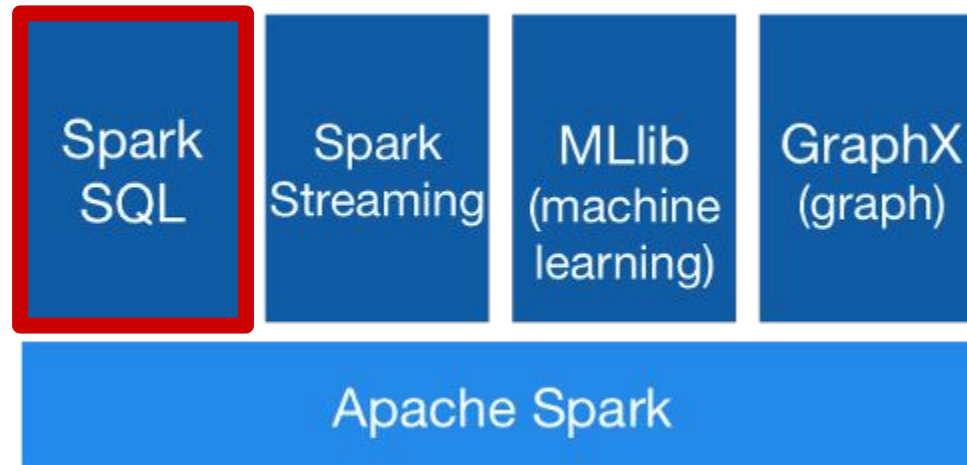 Spark
SQL
Spark
Streaming
MLlib
(machine
learning)
GraphX
(graph)
Apache Spark